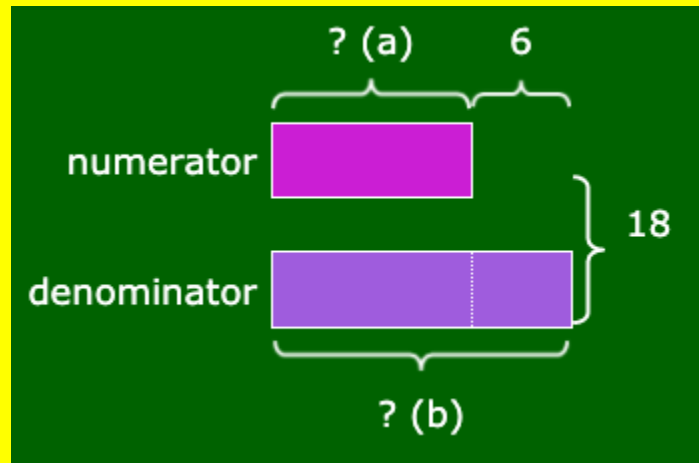 ? (a)
6
numerator
18
denominator
? (b)